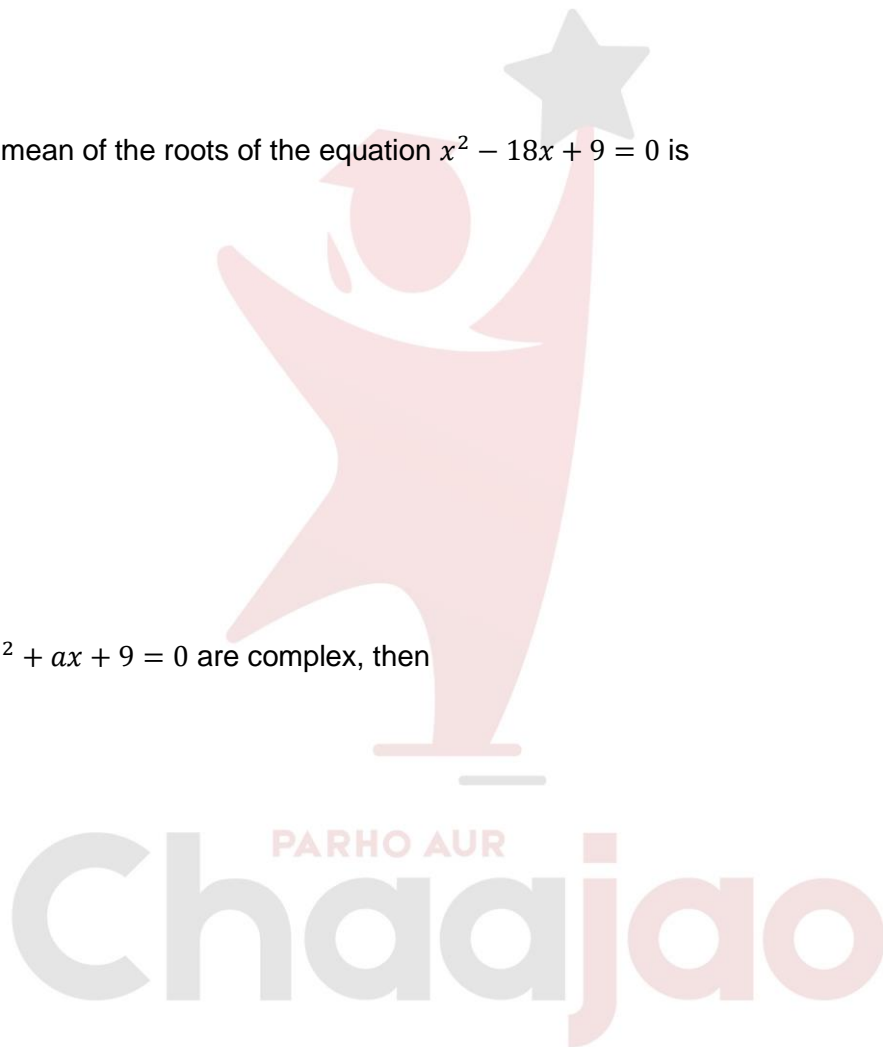 mean of the roots of the equation 𝑥² − 18𝑥 + 9 = 0 is
² + 𝑎𝑥 + 9 = 0 are complex, then
PARHO AUR
Chaajao